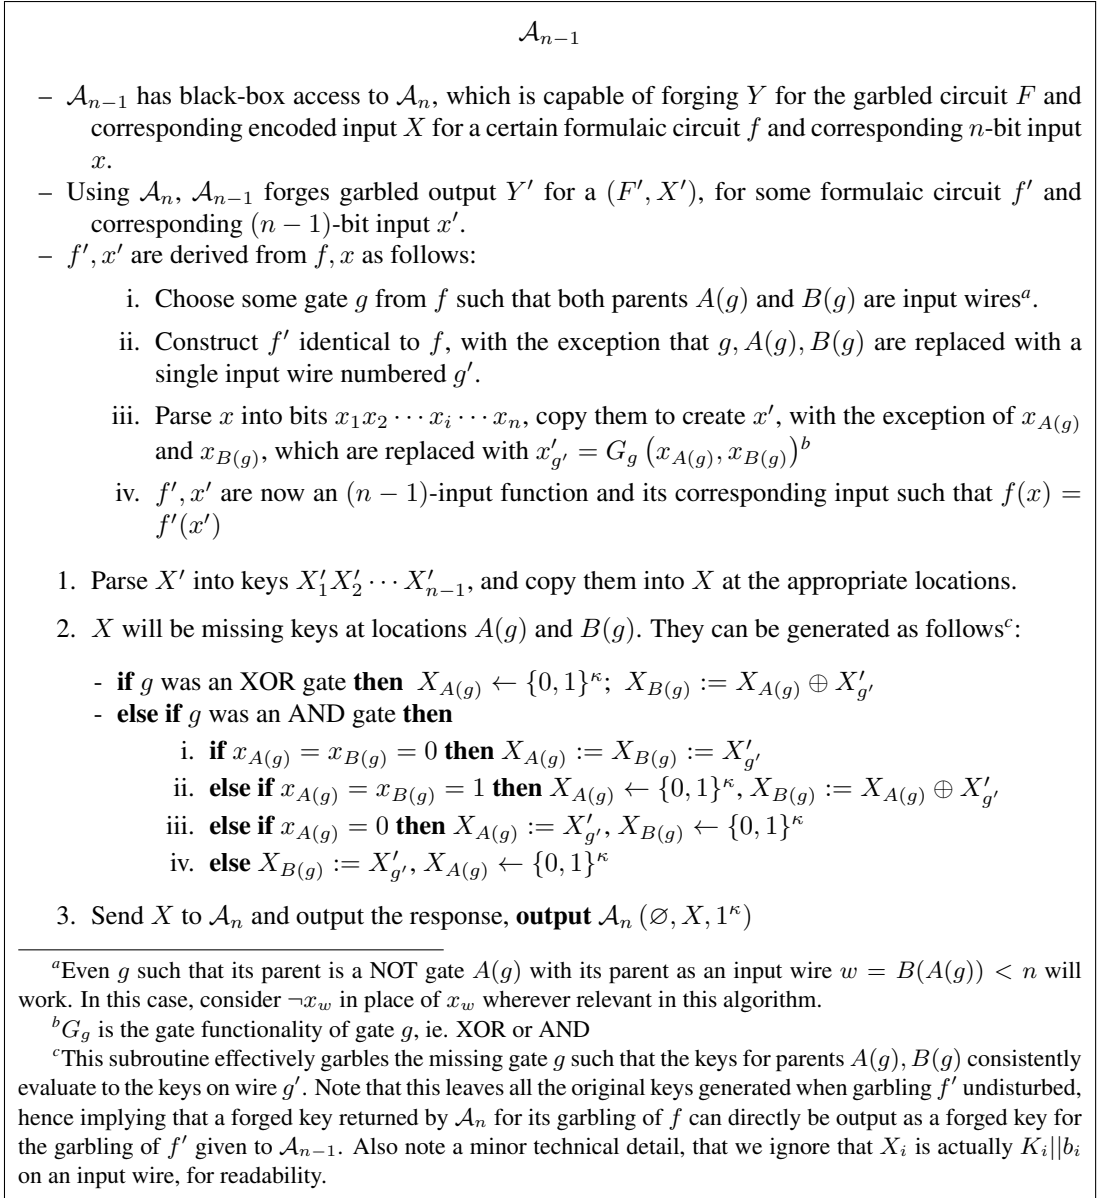 𝒜ₙ₋₁
– 𝒜ₙ₋₁ has black-box access to 𝒜ₙ, which is capable of forging Y for the garbled circuit F and
corresponding encoded input X for a certain formulaic circuit f and corresponding n-bit input
x.
– Using 𝒜ₙ, 𝒜ₙ₋₁ forges garbled output Y′ for a (F′, X′), for some formulaic circuit f′ and
corresponding (n − 1)-bit input x′.
– f′, x′ are derived from f, x as follows:
i. Choose some gate g from f such that both parents A(g) and B(g) are input wires^a.
ii. Construct f′ identical to f, with the exception that g, A(g), B(g) are replaced with a
single input wire numbered g′.
iii. Parse x into bits x_1x_2 ⋯ x_i ⋯ x_n, copy them to create x′, with the exception of x_{A(g)}
and x_{B(g)}, which are replaced with x′_{g′} = G_g (x_{A(g)}, x_{B(g)})^b
iv. f′, x′ are now an (n − 1)-input function and its corresponding input such that f(x) =
f′(x′)
1. Parse X′ into keys X′_1X′_2 ⋯ X′_{n−1}, and copy them into X at the appropriate locations.
2. X will be missing keys at locations A(g) and B(g). They can be generated as follows^c:
- if g was an XOR gate then X_{A(g)} ← {0, 1}^κ; X_{B(g)} := X_{A(g)} ⊕ X′_{g′}
- else if g was an AND gate then
i. if x_{A(g)} = x_{B(g)} = 0 then X_{A(g)} := X_{B(g)} := X′_{g′}
ii. else if x_{A(g)} = x_{B(g)} = 1 then X_{A(g)} ← {0, 1}^κ, X_{B(g)} := X_{A(g)} ⊕ X′_{g′}
iii. else if x_{A(g)} = 0 then X_{A(g)} := X′_{g′}, X_{B(g)} ← {0, 1}^κ
iv. else X_{B(g)} := X′_{g′}, X_{A(g)} ← {0, 1}^κ
3. Send X to 𝒜ₙ and output the response, output 𝒜ₙ (∅, X, 1^κ)
^aEven g such that its parent is a NOT gate A(g) with its parent as an input wire w = B(A(g)) < n will
work. In this case, consider ¬x_w in place of x_w wherever relevant in this algorithm.
^bG_g is the gate functionality of gate g, ie. XOR or AND
^cThis subroutine effectively garbles the missing gate g such that the keys for parents A(g), B(g) consistently
evaluate to the keys on wire g′. Note that this leaves all the original keys generated when garbling f′ undisturbed,
hence implying that a forged key returned by 𝒜ₙ for its garbling of f can directly be output as a forged key for
the garbling of f′ given to 𝒜ₙ₋₁. Also note a minor technical detail, that we ignore that X_i is actually K_i||b_i
on an input wire, for readability.